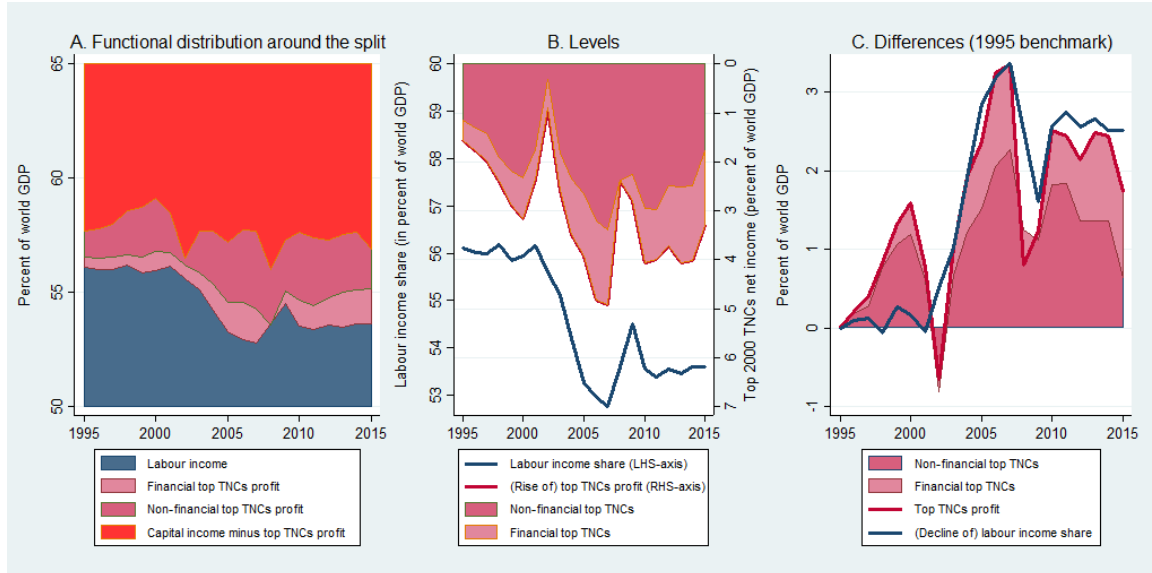 A. Functional distribution around the split
Percent of world GDP
65
60
55
50
1995
2000
2005
2010
2015
Labour income
Financial top TNCs profit
Non-financial top TNCs profit
Capital income minus top TNCs profit
B. Levels
Labour income share (in percent of world GDP)
60
59
58
57
56
55
54
53
0
1
2
3
4
5
6
7
Top 2000 TNCs net income (percent of world GDP)
1995
2000
2005
2010
2015
Labour income share (LHS-axis)
(Rise of) top TNCs profit (RHS-axis)
Non-financial top TNCs
Financial top TNCs
C. Differences (1995 benchmark)
Percent of world GDP
3
2
1
0
-1
1995
2000
2005
2010
2015
Non-financial top TNCs
Financial top TNCs
Top TNCs profit
(Decline of) labour income share